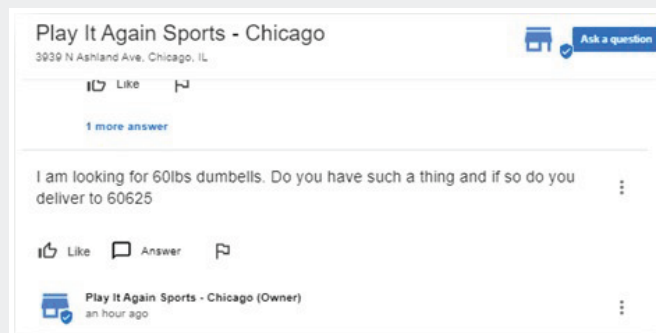 Play It Again Sports - Chicago
Ask a question
3939 N Ashland Ave, Chicago, IL
Like
1 more answer
I am looking for 60lbs dumbells. Do you have such a thing and if so do you
deliver to 60625
Like Answer
Play It Again Sports - Chicago (Owner)
an hour ago